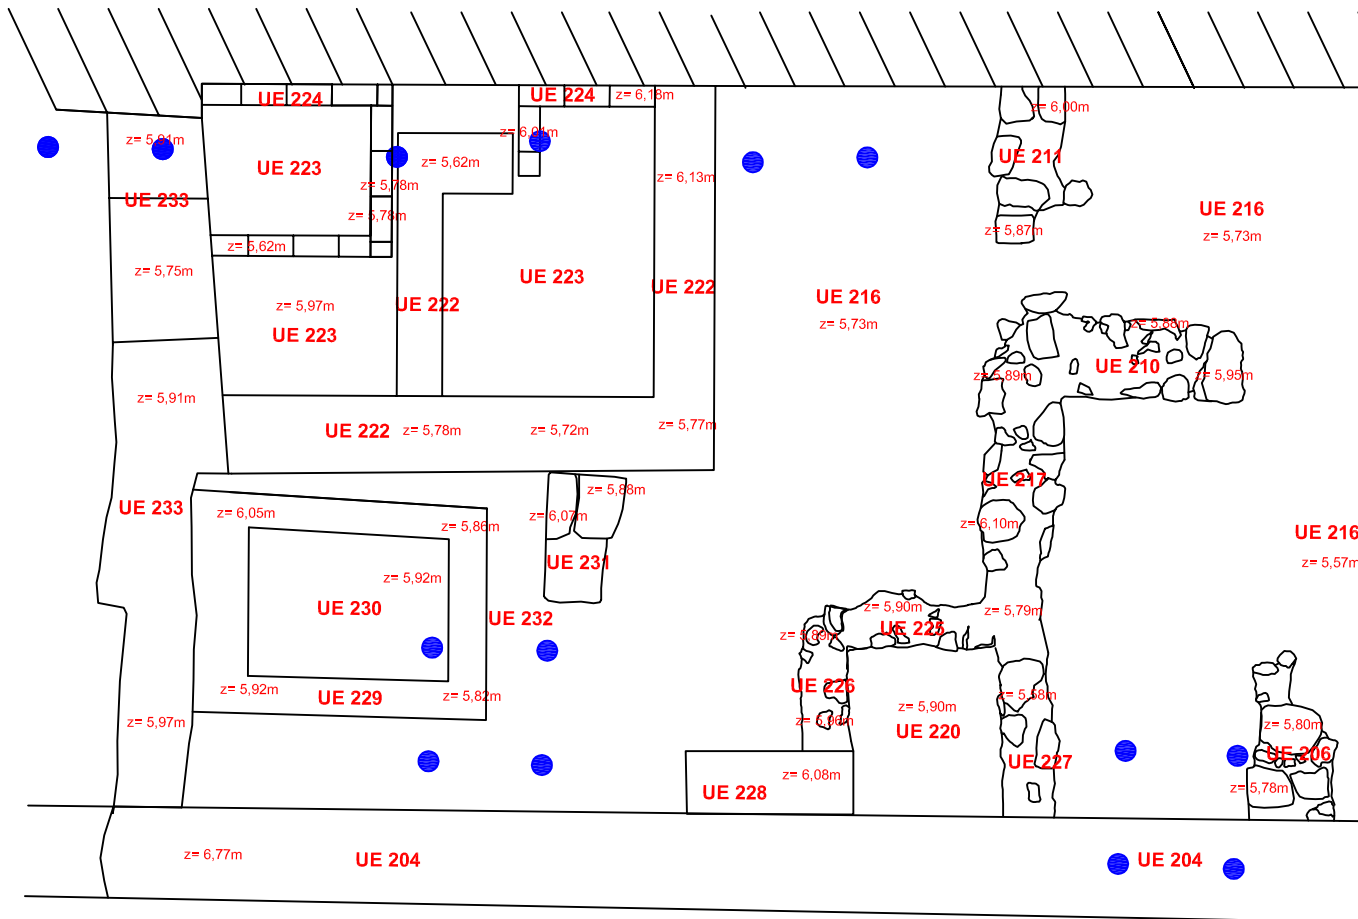 UE 224
UE 224
z= 6,18m
z= 6,00m
z= 5,91m
z= 6,01m
UE 211
UE 223
z= 5,62m
z= 6,13m
z= 5,78m
UE 233
UE 216
z= 5,78m
z= 5,87m
z= 5,73m
z= 5,62m
z= 5,75m
UE 223
UE 222
UE 216
z= 5,97m
UE 222
z= 5,73m
z= 5,88m
UE 223
UE 210
z= 5,89m
z= 5,95m
z= 5,91m
UE 222
z= 5,78m
z= 5,72m
z= 5,77m
UE 217
z= 5,88m
UE 233
z= 6,05m
z= 6,07m
z= 5,86m
z= 6,10m
UE 216
z= 5,57m
UE 231
z= 5,92m
UE 230
UE 232
z= 5,90m
z= 5,79m
UE 225
z= 5,89m
z= 5,92m
UE 229
z= 5,82m
UE 226
z= 5,58m
z= 5,90m
z= 5,97m
z= 5,96m
UE 220
z= 5,80m
UE 206
UE 227
z= 6,08m
UE 228
z= 5,78m
z= 6,77m
UE 204
UE 204